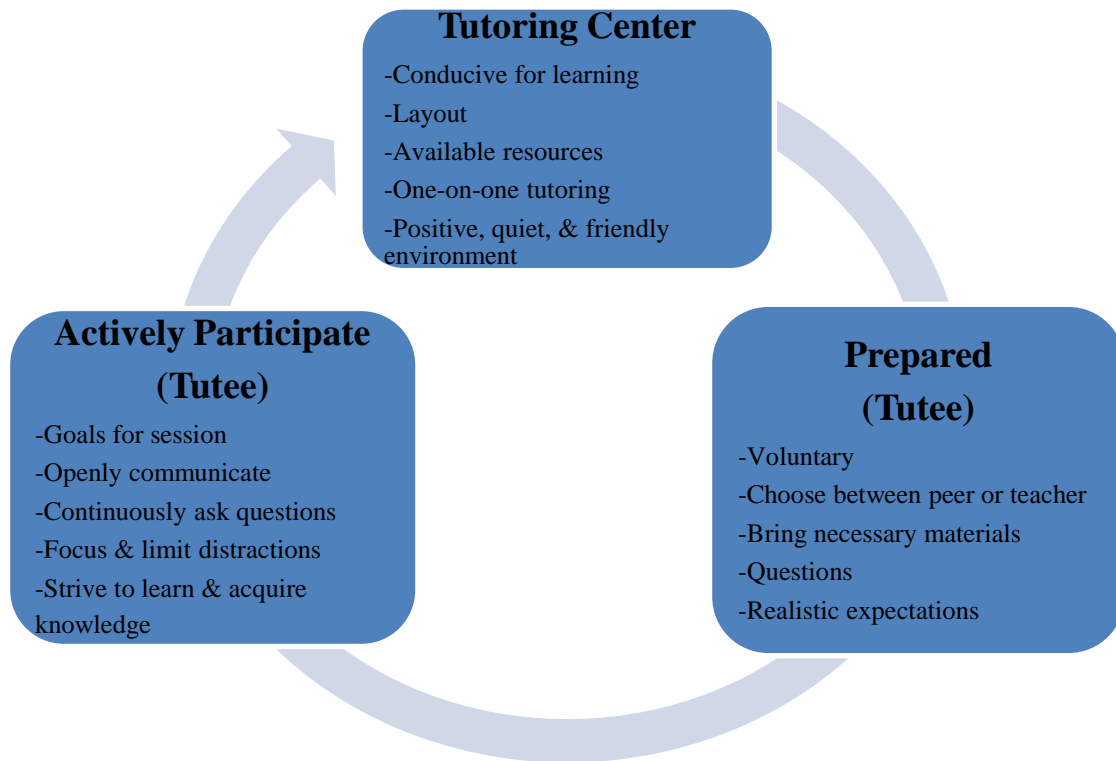 Tutoring Center
-Conducive for learning
-Layout
-Available resources
-One-on-one tutoring
-Positive, quiet, & friendly
environment
Actively Participate
(Tutee)
-Goals for session
-Openly communicate
-Continuously ask questions
-Focus & limit distractions
-Strive to learn & acquire
knowledge
Prepared
(Tutee)
-Voluntary
-Choose between peer or teacher
-Bring necessary materials
-Questions
-Realistic expectations